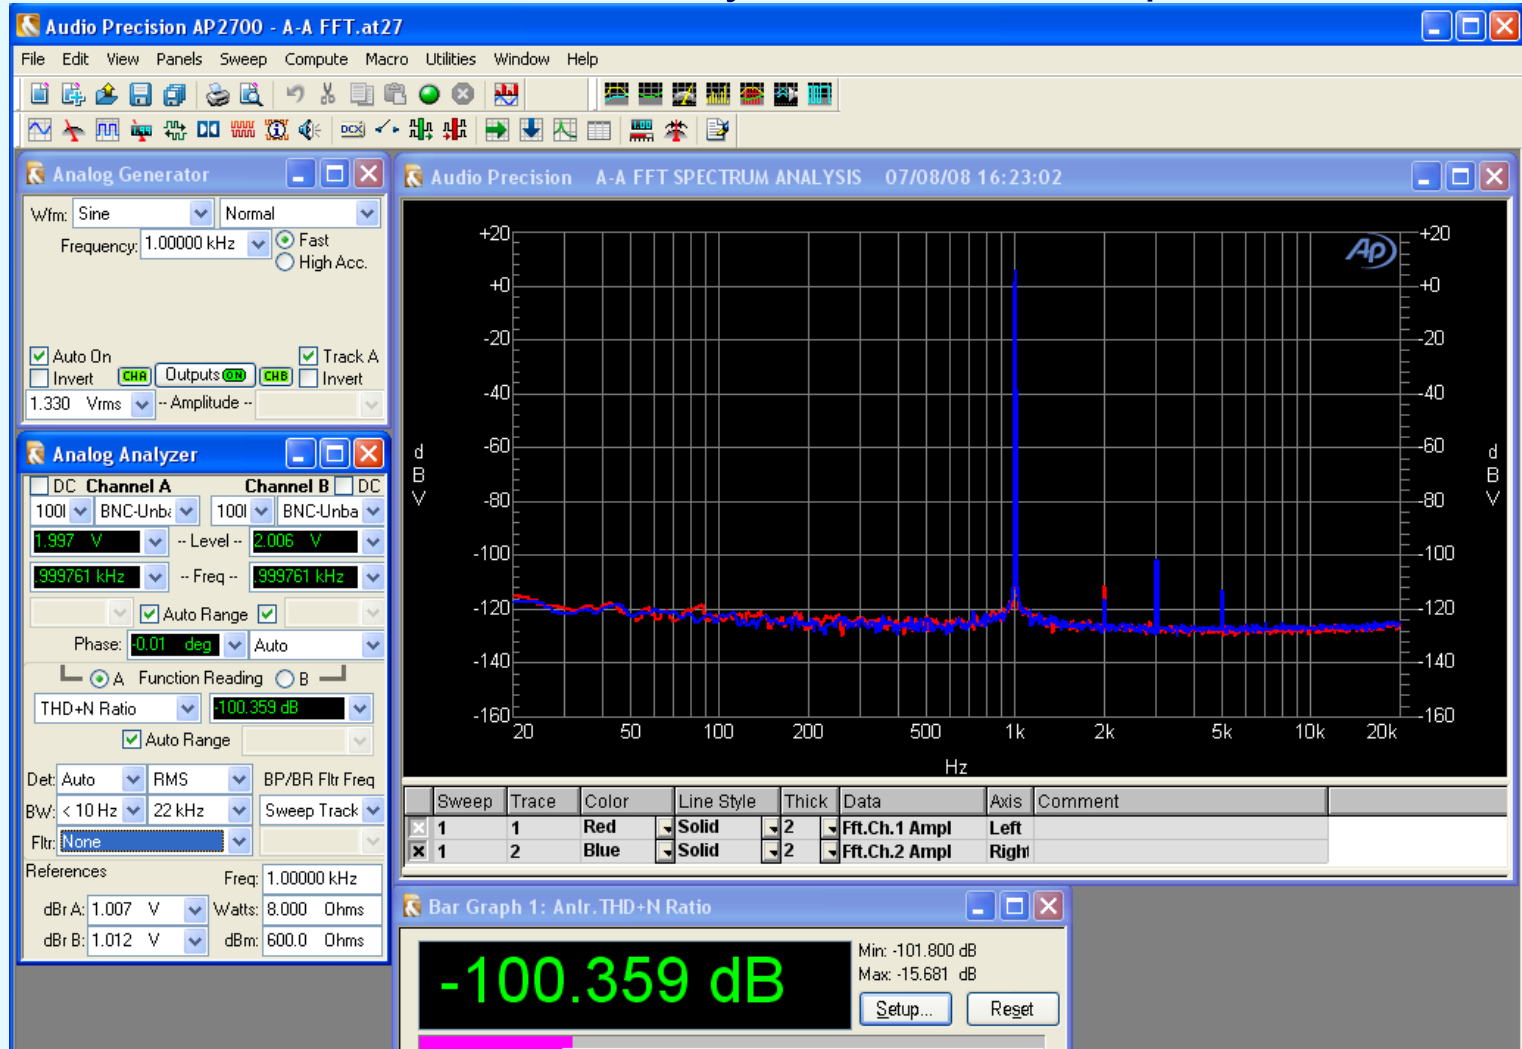 Audio Precision AP2700 - A-A FFT.at27
File Edit View Panels Sweep Compute Macro Utilities Window Help
Analog Generator
Wfm: Sine Normal
Frequency: 1.00000 kHz Fast
High Acc.
Auto On Track A
Invert CHA Outputs ON CHB Invert
1.330 Vrms -- Amplitude --
Analog Analyzer
DC Channel A Channel B DC
BNC-Unba BNC-Unba
1.997 V -- Level -- 2.006 V
.999761 kHz -- Freq -- .999761 kHz
Auto Range
Phase: -0.01 deg Auto
A Function Reading B
THD+N Ratio -100.359 dB
Auto Range
Det: Auto RMS BP/BR Fltr Freq
BW: < 10 Hz 22 kHz Sweep Track
Fltr: None
References Freq: 1.00000 kHz
dBr A: 1.007 V Watts: 8.000 Ohms
dBr B: 1.012 V dBm: 600.0 Ohms
Audio Precision A-A FFT SPECTRUM ANALYSIS 07/08/08 16:23:02
Ap
+20 +20
+0 +0
-20 -20
-40 -40
-60 -60
-80 -80
-100 -100
-120 -120
-140 -140
-160 -160
d B V d B V
20 50 100 200 500 1k 2k 5k 10k 20k
Hz
Sweep Trace Color Line Style Thick Data Axis Comment
1 1 Red Solid 2 Fft.Ch.1 Ampl Left
1 2 Blue Solid 2 Fft.Ch.2 Ampl Right
Bar Graph 1: Anlr.THD+N Ratio
-100.359 dB
Min: -101.800 dB
Max: -15.681 dB
Setup... Reset